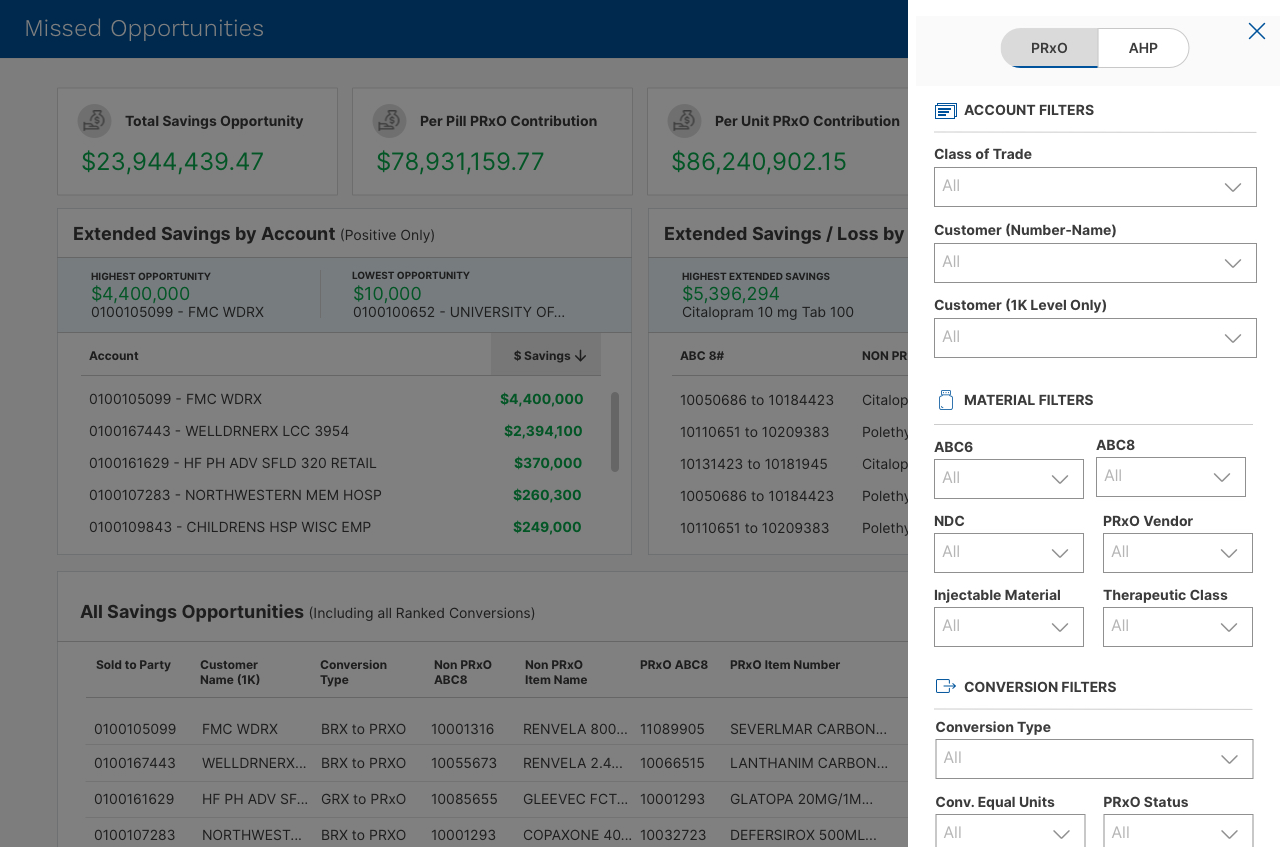 Missed Opportunities
Total Savings Opportunity
$23,944,439.47
Per Pill PRxO Contribution
$78,931,159.77
Per Unit PRxO Contribution
$86,240,902.15
Extended Savings by Account (Positive Only)
HIGHEST OPPORTUNITY
$4,400,000
0100105099 - FMC WDRX
LOWEST OPPORTUNITY
$10,000
0100100652 - UNIVERSITY OF...
Account $ Savings
0100105099 - FMC WDRX $4,400,000
0100167443 - WELLDRNERX LCC 3954 $2,394,100
0100161629 - HF PH ADV SFLD 320 RETAIL $370,000
0100107283 - NORTHWESTERN MEM HOSP $260,300
0100109843 - CHILDRENS HSP WISC EMP $249,000
Extended Savings / Loss by
HIGHEST EXTENDED SAVINGS
$5,396,294
Citalopram 10 mg Tab 100
ABC 8# NON PR
10050686 to 10184423 Citalop
10110651 to 10209383 Polethy
10131423 to 10181945 Citalop
10050686 to 10184423 Polethy
10110651 to 10209383 Polethy
All Savings Opportunities (Including all Ranked Conversions)
Sold to Party Customer Conversion Non PRxO Non PRxO PRxO ABC8 PRxO Item Number
Name (1K) Type ABC8 Item Name
0100105099 FMC WDRX BRX to PRXO 10001316 RENVELA 800... 11089905 SEVERLMAR CARBON...
0100167443 WELLDRNERX... BRX to PRXO 10055673 RENVELA 2.4... 10066515 LANTHANIM CARBON...
0100161629 HF PH ADV SF... GRX to PRxO 10085655 GLEEVEC FCT... 10001293 GLATOPA 20MG/1M...
0100107283 NORTHWEST... BRX to PRXO 10001293 COPAXONE 40... 10032723 DEFERSIROX 500ML...
PRxO AHP
ACCOUNT FILTERS
Class of Trade
All
Customer (Number-Name)
All
Customer (1K Level Only)
All
MATERIAL FILTERS
ABC6 ABC8
All All
NDC PRxO Vendor
All All
Injectable Material Therapeutic Class
All All
CONVERSION FILTERS
Conversion Type
All
Conv. Equal Units PRxO Status
All All